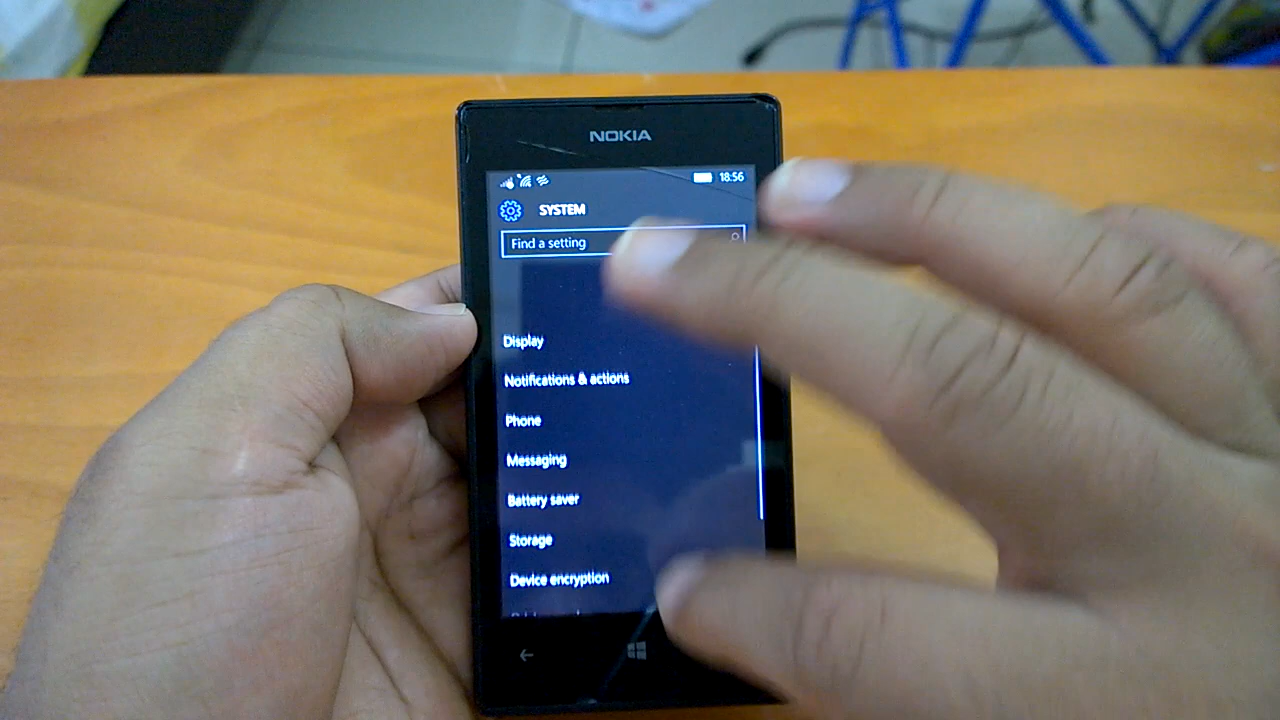 NOKIA
18:56
SYSTEM
Find a setting
Display
Notifications & actions
Phone
Messaging
Battery saver
Storage
Device encryption